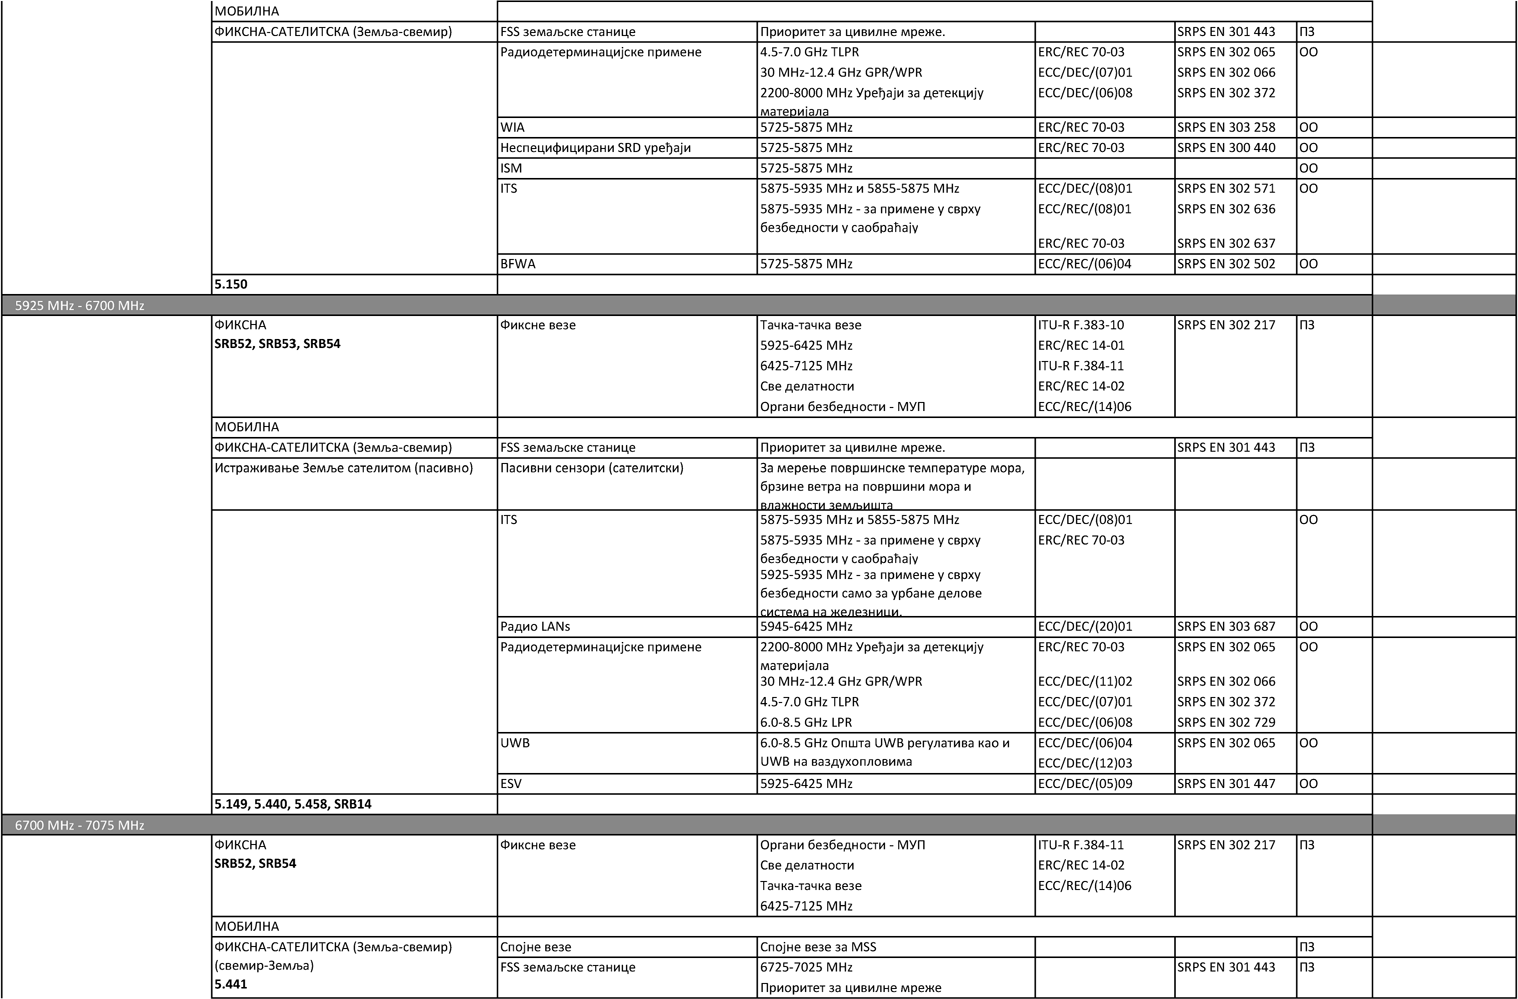 МОБИЛНА
ФИКСНА-САТЕЛИТСКА (Земља-свемир) FSS земаљске станице Приоритет за цивилне мреже. SRPS EN 301 443 ПЗ
Радиодетерминацијске примене 4.5-7.0 GHz TLPR ERC/REC 70-03 SRPS EN 302 065 ОО
30 MHz-12.4 GHz GPR/WPR ECC/DEC/(07)01 SRPS EN 302 066
2200-8000 MHz Уређаји за детекцију ECC/DEC/(06)08 SRPS EN 302 372
материјала
WIA 5725-5875 MHz ERC/REC 70-03 SRPS EN 303 258 ОО
Неспецифицирани SRD уређаји 5725-5875 MHz ERC/REC 70-03 SRPS EN 300 440 ОО
ISM 5725-5875 MHz ОО
ITS 5875-5935 MHz и 5855-5875 MHz ECC/DEC/(08)01 SRPS EN 302 571 ОО
5875-5935 MHz - за примене у сврху ECC/REC/(08)01 SRPS EN 302 636
безбедности у саобраћају
ERC/REC 70-03 SRPS EN 302 637
BFWA 5725-5875 MHz ECC/REC/(06)04 SRPS EN 302 502 ОО
5.150
5925 MHz - 6700 MHz
ФИКСНА Фиксне везе Тачка-тачка везе ITU-R F.383-10 SRPS EN 302 217 ПЗ
SRB52, SRB53, SRB54 5925-6425 MHz ERC/REC 14-01
6425-7125 MHz ITU-R F.384-11
Све делатности ERC/REC 14-02
Органи безбедности - МУП ECC/REC/(14)06
МОБИЛНА
ФИКСНА-САТЕЛИТСКА (Земља-свемир) FSS земаљске станице Приоритет за цивилне мреже. SRPS EN 301 443 ПЗ
Истраживање Земље сателитом (пасивно) Пасивни сензори (сателитски) За мерење површинске температуре мора,
брзине ветра на површини мора и
влажности земљишта
ITS 5875-5935 MHz и 5855-5875 MHz ECC/DEC/(08)01 ОО
5875-5935 MHz - за примене у сврху ERC/REC 70-03
безбедности у саобраћају
5925-5935 MHz - за примене у сврху
безбедности само за урбане делове
система на железници.
Радио LANs 5945-6425 MHz ECC/DEC/(20)01 SRPS EN 303 687 ОО
Радиодетерминацијске примене 2200-8000 MHz Уређаји за детекцију ERC/REC 70-03 SRPS EN 302 065 ОО
материјала
30 MHz-12.4 GHz GPR/WPR ECC/DEC/(11)02 SRPS EN 302 066
4.5-7.0 GHz TLPR ECC/DEC/(07)01 SRPS EN 302 372
6.0-8.5 GHz LPR ECC/DEC/(06)08 SRPS EN 302 729
UWB 6.0-8.5 GHz Општа UWB регулатива као и ECC/DEC/(06)04 SRPS EN 302 065 ОО
UWB на ваздухопловима ECC/DEC/(12)03
ESV 5925-6425 MHz ECC/DEC/(05)09 SRPS EN 301 447 ОО
5.149, 5.440, 5.458, SRB14
6700 MHz - 7075 MHz
ФИКСНА Фиксне везе Органи безбедности - МУП ITU-R F.384-11 SRPS EN 302 217 ПЗ
SRB52, SRB54 Све делатности ERC/REC 14-02
Тачка-тачка везе ECC/REC/(14)06
6425-7125 MHz
МОБИЛНА
ФИКСНА-САТЕЛИТСКА (Земља-свемир) Спојне везе Спојне везе за MSS ПЗ
(свемир-Земља) FSS земаљске станице 6725-7025 MHz SRPS EN 301 443 ПЗ
5.441 Приоритет за цивилне мреже